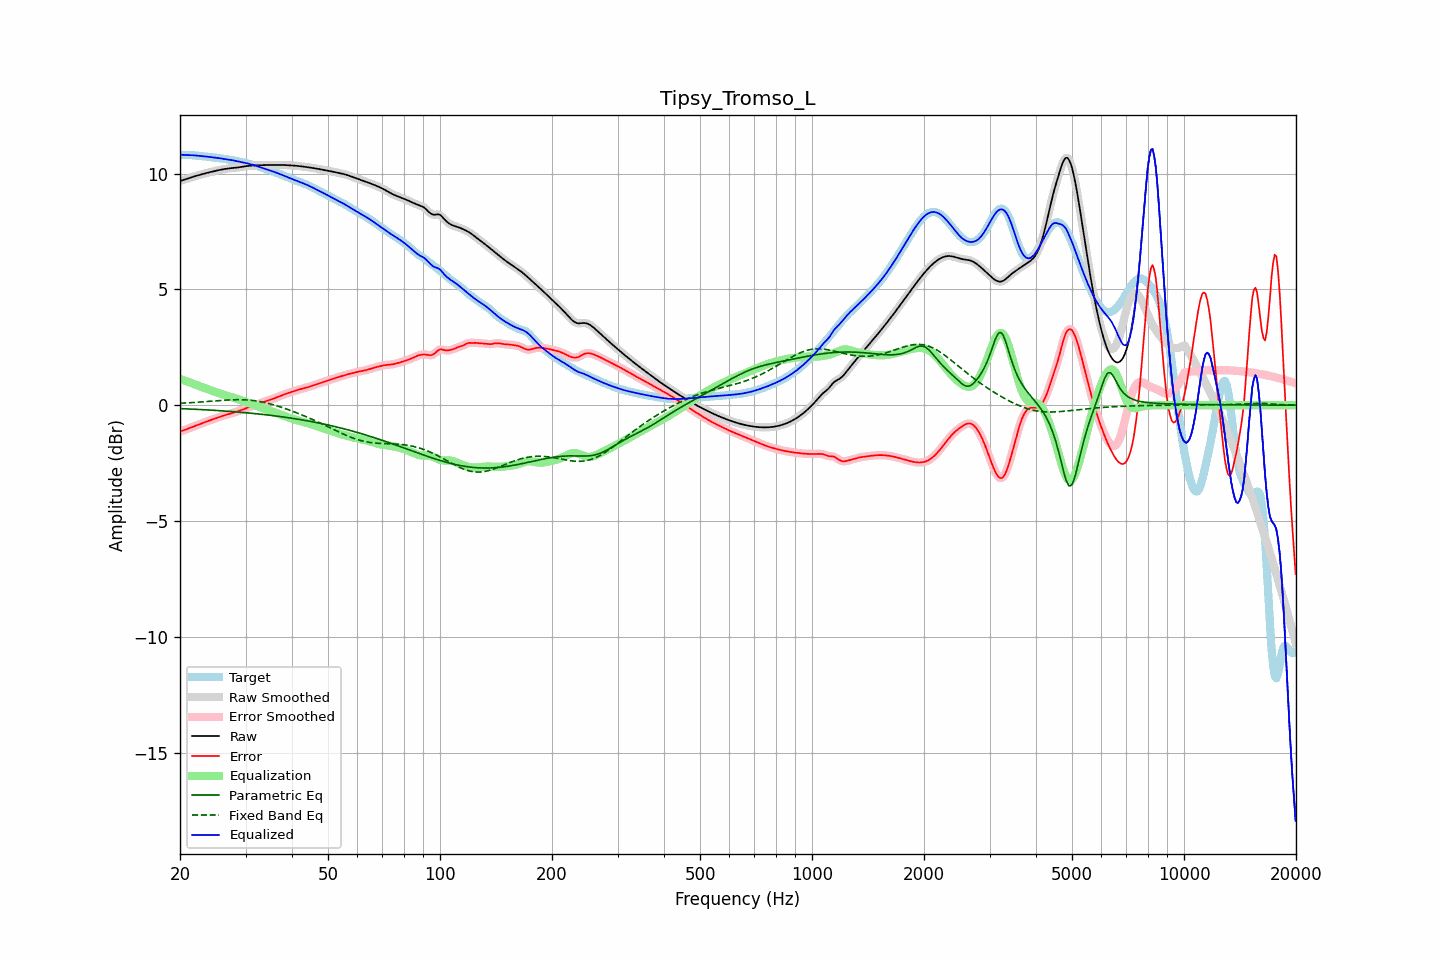 Tipsy_Tromso_L
Amplitude (dBr)
10
5
0
−5
−10
−15
Target
Raw Smoothed
Error Smoothed
Raw
Error
Equalization
Parametric Eq
Fixed Band Eq
Equalized
20 50 100 200 500 1000 2000 5000 10000 20000
Frequency (Hz)